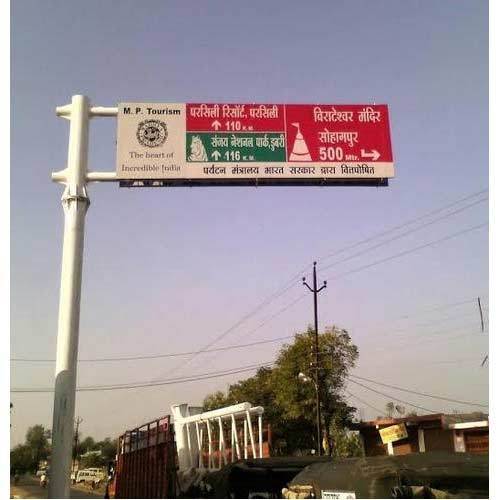 M. P. Tourism
The heart of
Incredible India
परसिली रिसॉर्ट, परसिली
↑ 110 K.M.
संजय नेशनल पार्क, डुबरी
↑ 116 K.M.
विराटेश्वर मंदिर
सोहागपुर
500 Mtr. →
पर्यटन मंत्रालय भारत सरकार द्वारा वित्तपोषित